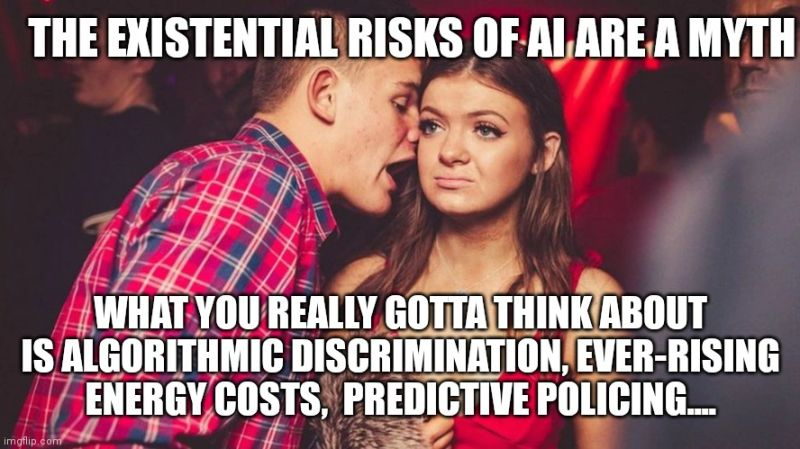 THE EXISTENTIAL RISKS OF AI ARE A MYTH
WHAT YOU REALLY GOTTA THINK ABOUT
IS ALGORITHMIC DISCRIMINATION, EVER-RISING
ENERGY COSTS, PREDICTIVE POLICING....
imgflip.com